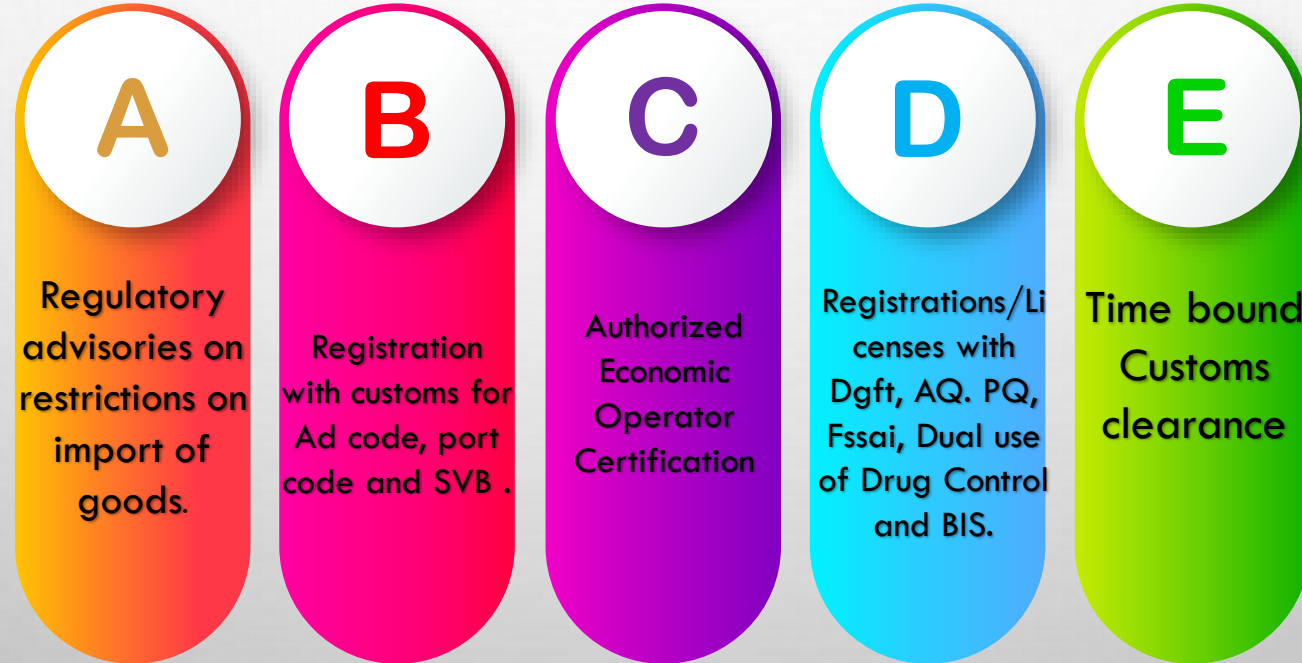 A
Regulatory
advisories on
restrictions on
import of
goods.
B
Registration
with customs for
Ad code, port
code and SVB .
C
Authorized
Economic
Operator
Certification
D
Registrations/Li
censes with
Dgft, AQ. PQ,
Fssai, Dual use
of Drug Control
and BIS.
E
Time bound
Customs
clearance